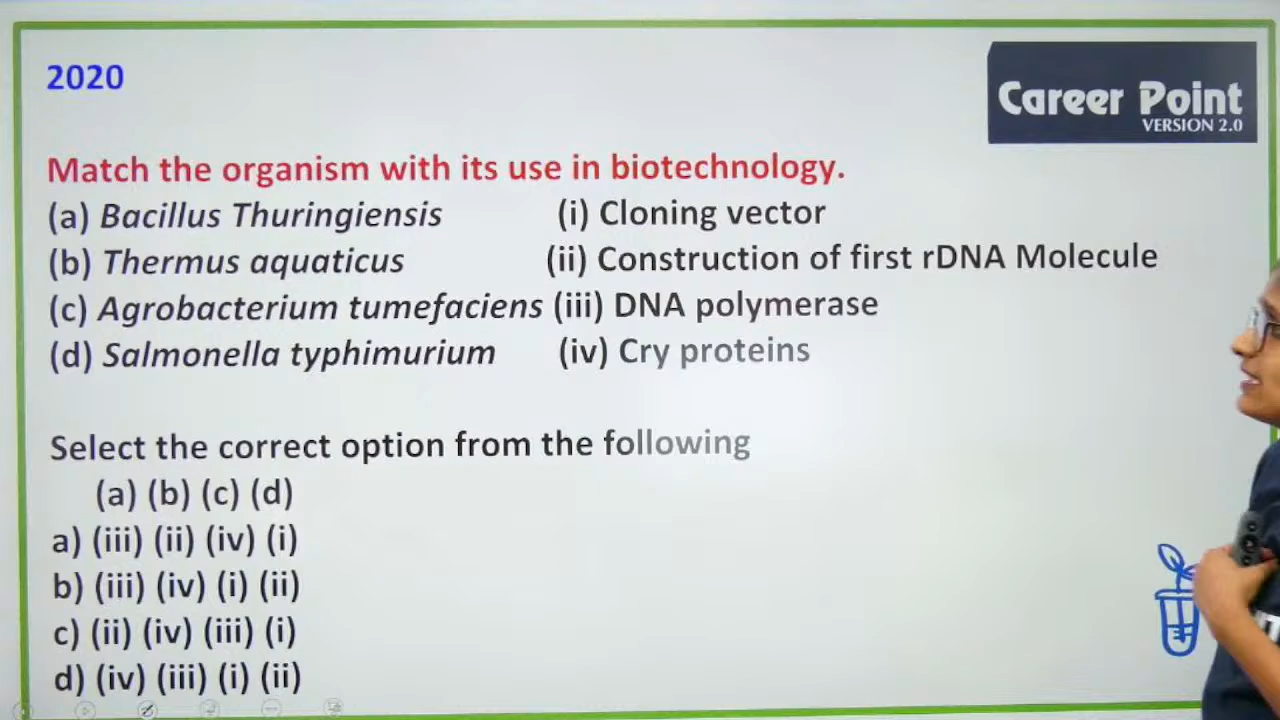 2020
Career Point
VERSION 2.0
Match the organism with its use in biotechnology.
(a) Bacillus Thuringiensis (i) Cloning vector
(b) Thermus aquaticus (ii) Construction of first rDNA Molecule
(c) Agrobacterium tumefaciens (iii) DNA polymerase
(d) Salmonella typhimurium (iv) Cry proteins
Select the correct option from the following
(a) (b) (c) (d)
a) (iii) (ii) (iv) (i)
b) (iii) (iv) (i) (ii)
c) (ii) (iv) (iii) (i)
d) (iv) (iii) (i) (ii)